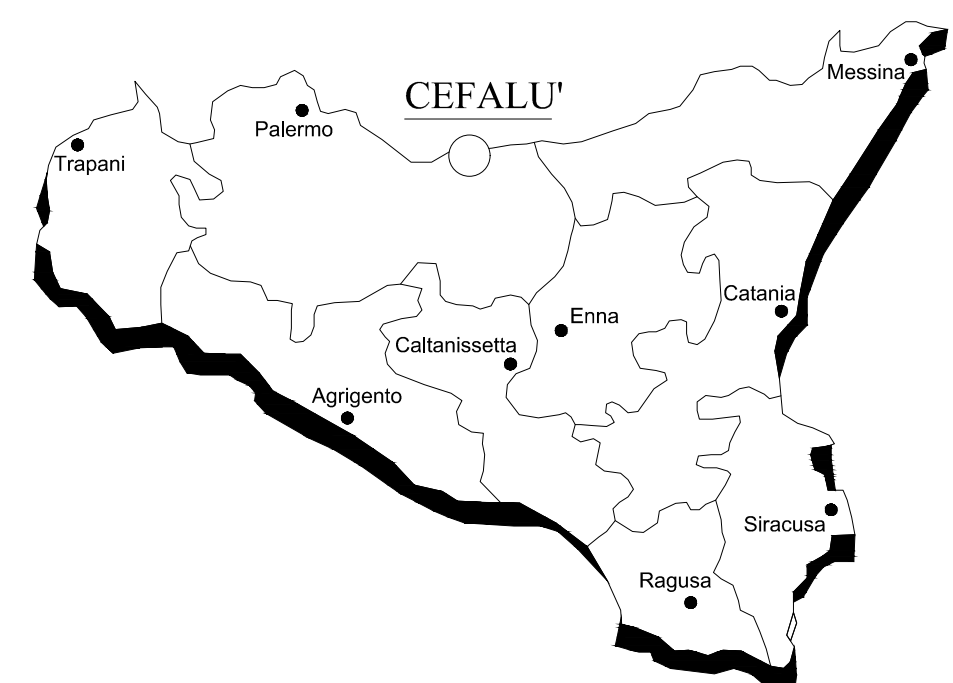 Messina
CEFALU'
Palermo
Trapani
Catania
Enna
Caltanissetta
Agrigento
Siracusa
Ragusa